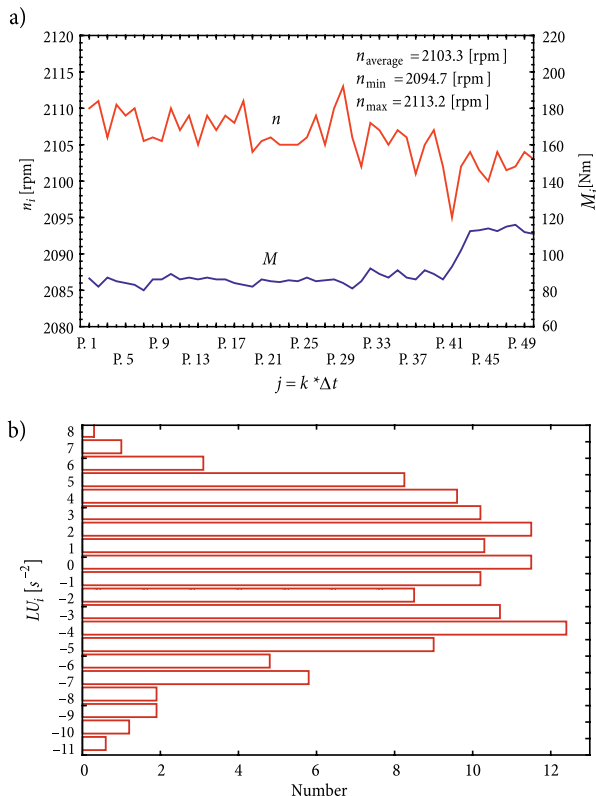 a)
2120
2115
2110
2105
2100
2095
2090
2085
2080
n_i [rpm]
n_average = 2103.3 [rpm]
n_min = 2094.7 [rpm]
n_max = 2113.2 [rpm]
n
M
220
200
180
160
140
120
100
80
60
M_i [Nm]
P. 1 P. 9 P. 17 P. 25 P. 33 P. 41 P. 49
P. 5 P. 13 P. 21 P. 29 P. 37 P. 45
j = k * Δt
b)
8
7
6
5
4
3
2
1
0
−1
−2
−3
−4
−5
−6
−7
−8
−9
−10
−11
LU_i [s⁻²]
0 2 4 6 8 10 12
Number